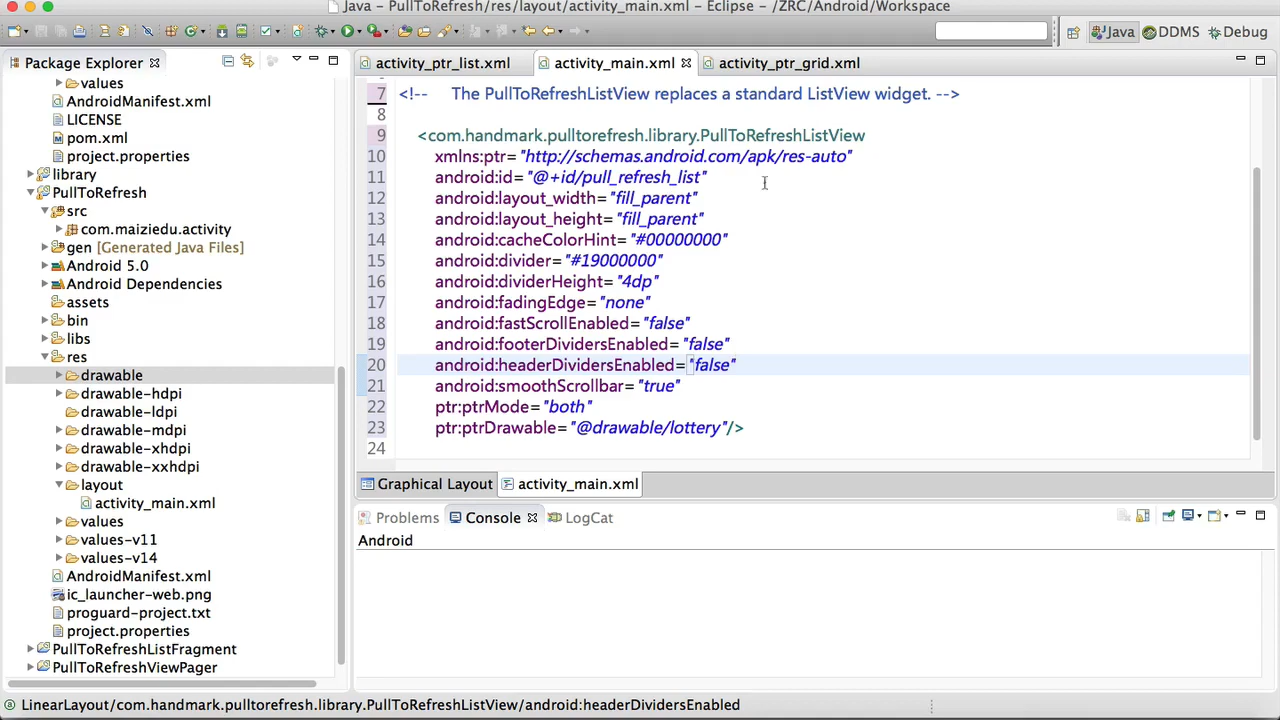 Java – PullToRefresh/res/layout/activity_main.xml – Eclipse – /ZRC/Android/Workspace
Java
DDMS
Debug
Package Explorer
values
AndroidManifest.xml
LICENSE
pom.xml
project.properties
library
PullToRefresh
src
com.maiziedu.activity
gen [Generated Java Files]
Android 5.0
Android Dependencies
assets
bin
libs
res
drawable
drawable-hdpi
drawable-ldpi
drawable-mdpi
drawable-xhdpi
drawable-xxhdpi
layout
activity_main.xml
values
values-v11
values-v14
AndroidManifest.xml
ic_launcher-web.png
proguard-project.txt
project.properties
PullToRefreshListFragment
PullToRefreshViewPager
activity_ptr_list.xml
activity_main.xml
activity_ptr_grid.xml
7 <!-- The PullToRefreshListView replaces a standard ListView widget. -->
8
9 <com.handmark.pulltorefresh.library.PullToRefreshListView
10 xmlns:ptr="http://schemas.android.com/apk/res-auto"
11 android:id="@+id/pull_refresh_list"
12 android:layout_width="fill_parent"
13 android:layout_height="fill_parent"
14 android:cacheColorHint="#00000000"
15 android:divider="#19000000"
16 android:dividerHeight="4dp"
17 android:fadingEdge="none"
18 android:fastScrollEnabled="false"
19 android:footerDividersEnabled="false"
20 android:headerDividersEnabled="false"
21 android:smoothScrollbar="true"
22 ptr:ptrMode="both"
23 ptr:ptrDrawable="@drawable/lottery"/>
24
Graphical Layout
activity_main.xml
Problems
Console
LogCat
Android
LinearLayout/com.handmark.pulltorefresh.library.PullToRefreshListView/android:headerDividersEnabled